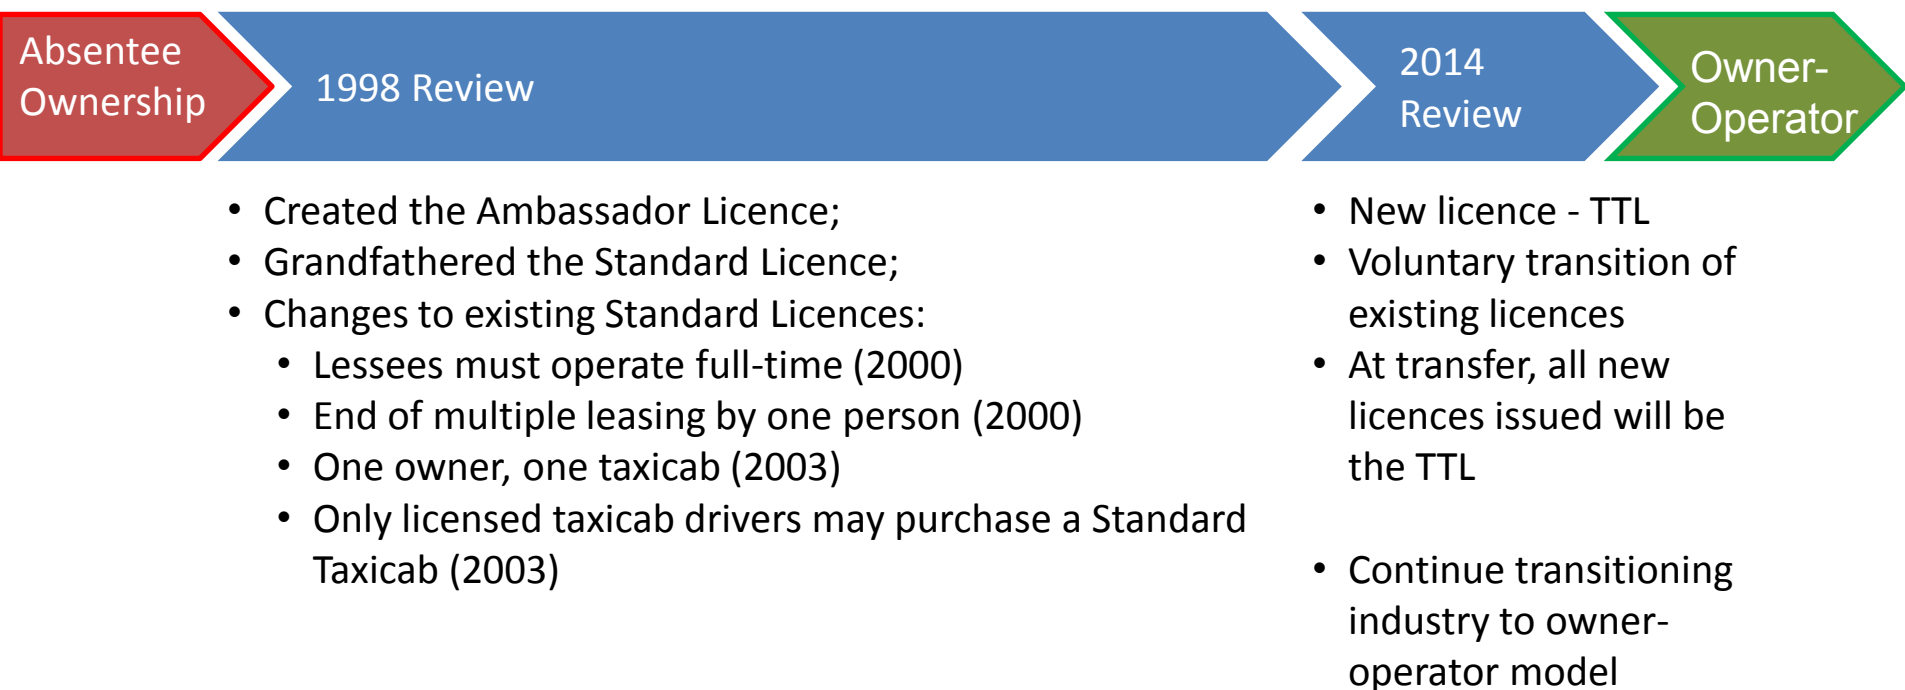 Absentee
Ownership
1998 Review
2014
Review
Owner-
Operator
• Created the Ambassador Licence;
• Grandfathered the Standard Licence;
• Changes to existing Standard Licences:
• Lessees must operate full-time (2000)
• End of multiple leasing by one person (2000)
• One owner, one taxicab (2003)
• Only licensed taxicab drivers may purchase a Standard
Taxicab (2003)
• New licence - TTL
• Voluntary transition of
existing licences
• At transfer, all new
licences issued will be
the TTL
• Continue transitioning
industry to owner-
operator model